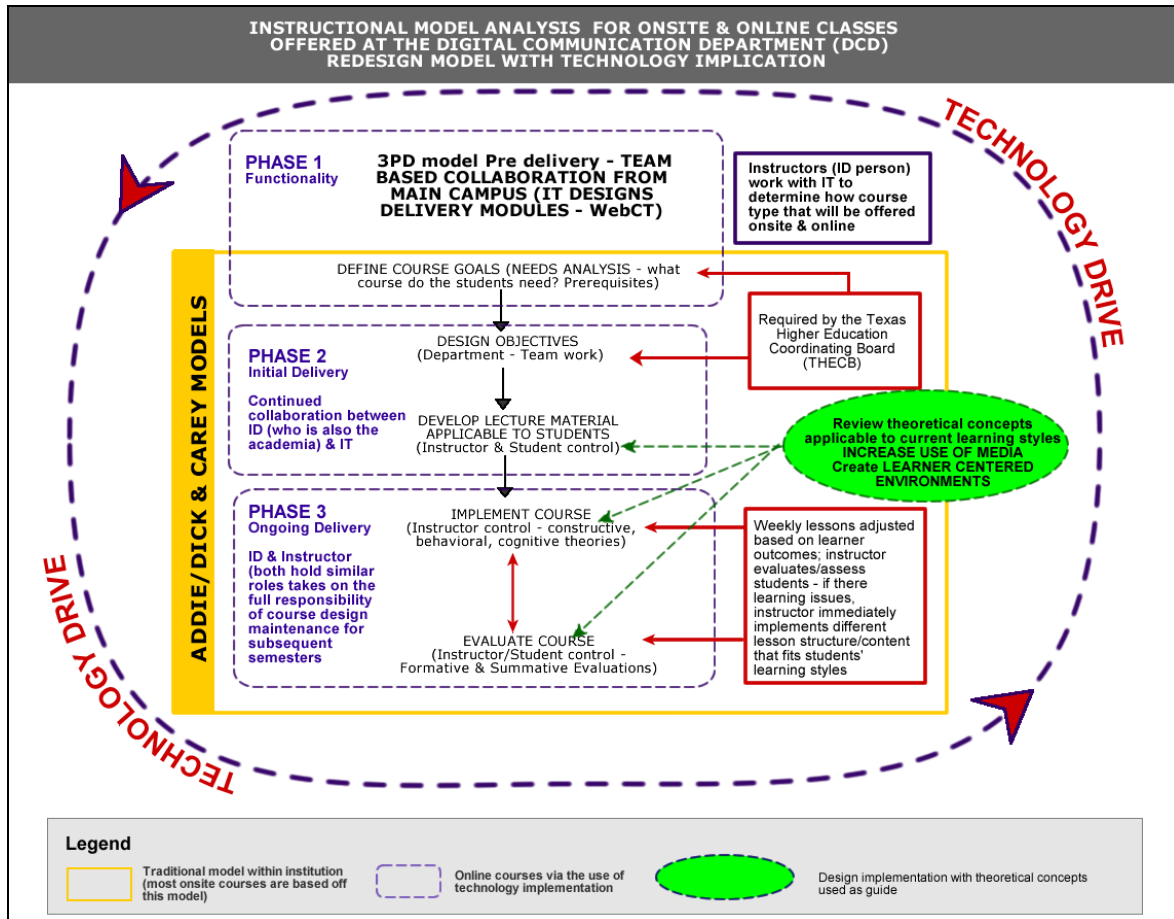 INSTRUCTIONAL MODEL ANALYSIS FOR ONSITE & ONLINE CLASSES
OFFERED AT THE DIGITAL COMMUNICATION DEPARTMENT (DCD)
REDESIGN MODEL WITH TECHNOLOGY IMPLICATION
TECHNOLOGY DRIVE
PHASE 1
Functionality
3PD model Pre delivery - TEAM
BASED COLLABORATION FROM
MAIN CAMPUS (IT DESIGNS
DELIVERY MODULES - WebCT)
Instructors (ID person)
work with IT to
determine how course
type that will be offered
onsite & online
ADDIE/DICK & CAREY MODELS
DEFINE COURSE GOALS (NEEDS ANALYSIS - what
course do the students need? Prerequisites)
Required by the Texas
Higher Education
Coordinating Board
(THECB)
PHASE 2
Initial Delivery
Continued
collaboration between
ID (who is also the
academia) & IT
DESIGN OBJECTIVES
(Department - Team work)
DEVELOP LECTURE MATERIAL
APPLICABLE TO STUDENTS
(Instructor & Student control)
Review theoretical concepts
applicable to current learning styles
INCREASE USE OF MEDIA
Create LEARNER CENTERED
ENVIRONMENTS
PHASE 3
Ongoing Delivery
ID & Instructor
(both hold similar
roles takes on the
full responsibility
of course design
maintenance for
subsequent
semesters
IMPLEMENT COURSE
(Instructor control - constructive,
behavioral, cognitive theories)
EVALUATE COURSE
(Instructor/Student control -
Formative & Summative Evaluations)
Weekly lessons adjusted
based on learner
outcomes; instructor
evaluates/assess
students - if there
learning issues,
instructor immediately
implements different
lesson structure/content
that fits students'
learning styles
TECHNOLOGY DRIVE
Legend
Traditional model within institution
(most onsite courses are based off
this model)
Online courses via the use of
technology implementation
Design implementation with theoretical concepts
used as guide